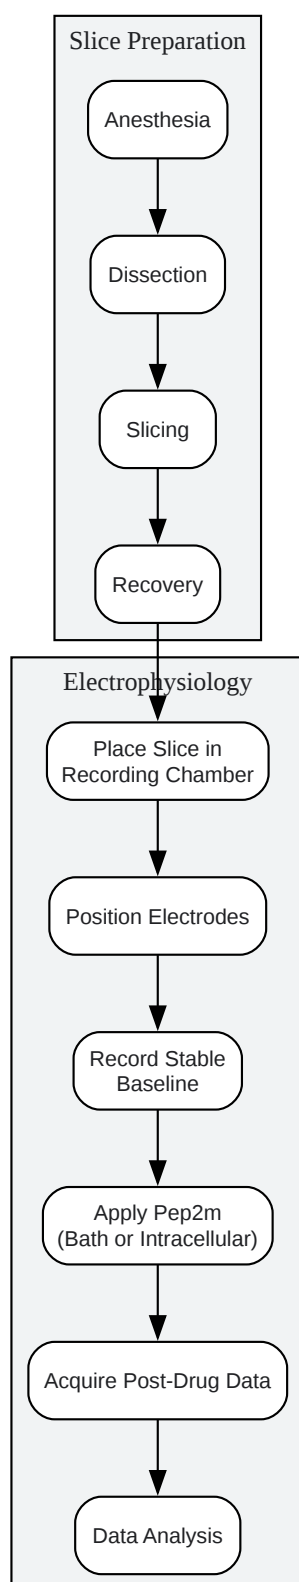 Slice Preparation
Anesthesia
Dissection
Slicing
Recovery
Electrophysiology
Place Slice in
Recording Chamber
Position Electrodes
Record Stable
Baseline
Apply Pep2m
(Bath or Intracellular)
Acquire Post-Drug Data
Data Analysis